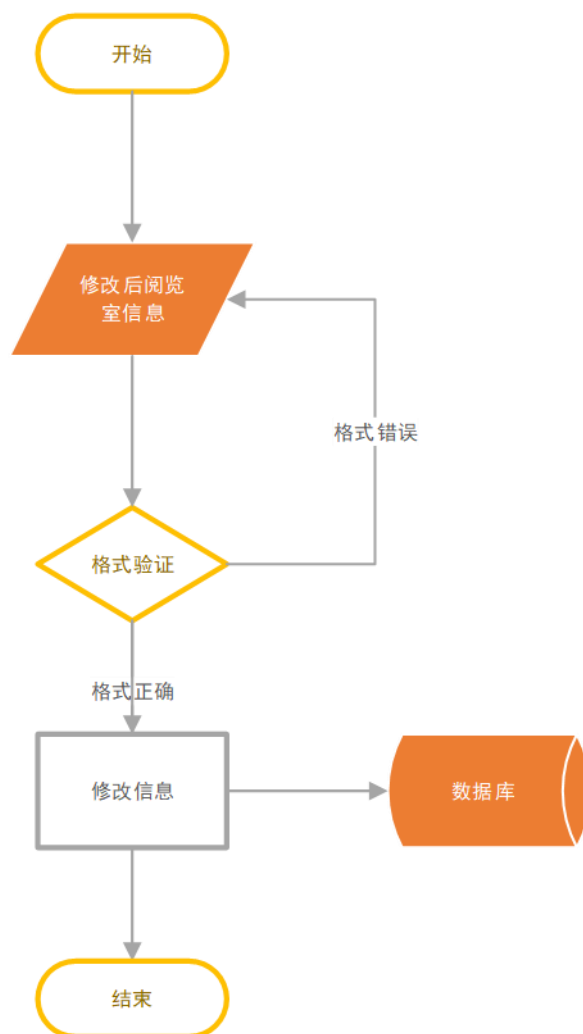 开始
修改后阅览
室信息
格式错误
格式验证
格式正确
修改信息
数据库
结束